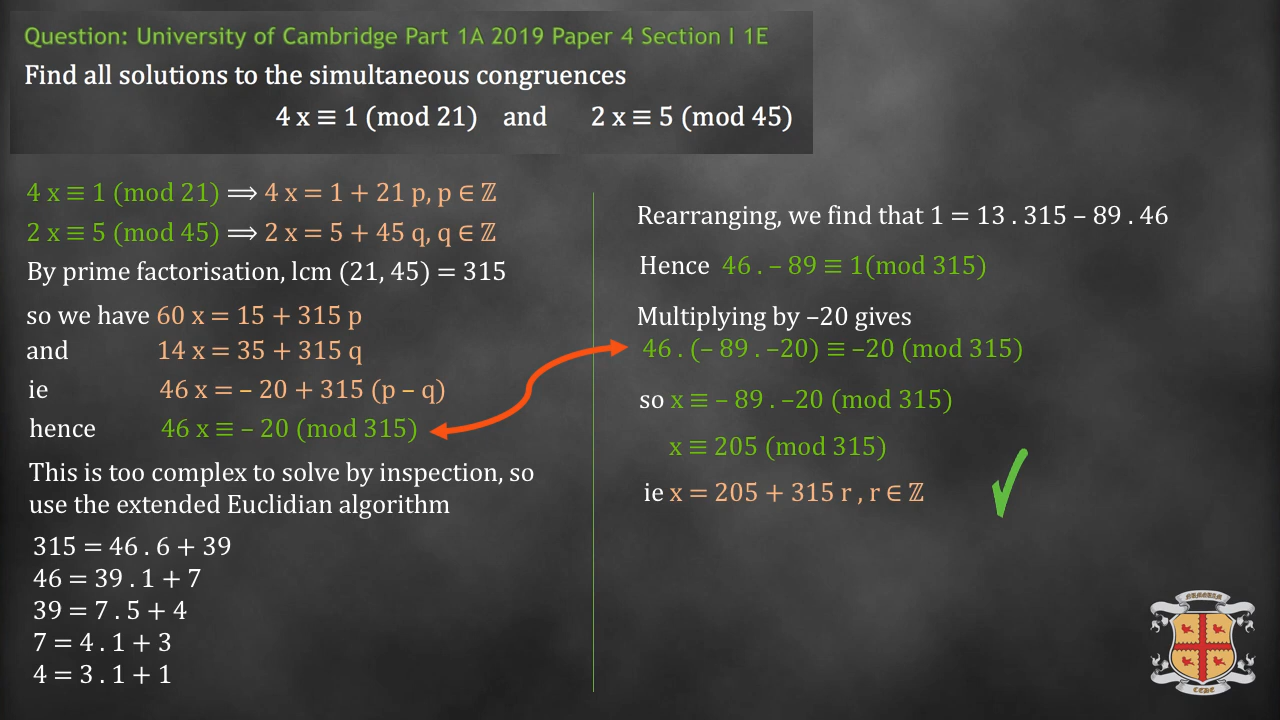 Question: University of Cambridge Part 1A 2019 Paper 4 Section I 1E
Find all solutions to the simultaneous congruences
4 x ≡ 1 (mod 21) and 2 x ≡ 5 (mod 45)
4 x ≡ 1 (mod 21) ⟹ 4 x = 1 + 21 p, p ∈ ℤ
2 x ≡ 5 (mod 45) ⟹ 2 x = 5 + 45 q, q ∈ ℤ
By prime factorisation, lcm (21, 45) = 315
so we have 60 x = 15 + 315 p
and 14 x = 35 + 315 q
ie 46 x = – 20 + 315 (p – q)
hence 46 x ≡ – 20 (mod 315)
This is too complex to solve by inspection, so
use the extended Euclidian algorithm
315 = 46 . 6 + 39
46 = 39 . 1 + 7
39 = 7 . 5 + 4
7 = 4 . 1 + 3
4 = 3 . 1 + 1
Rearranging, we find that 1 = 13 . 315 – 89 . 46
Hence 46 . – 89 ≡ 1(mod 315)
Multiplying by –20 gives
46 . (– 89 . –20) ≡ –20 (mod 315)
so x ≡ – 89 . –20 (mod 315)
x ≡ 205 (mod 315)
ie x = 205 + 315 r , r ∈ ℤ
NUMQUAM
CEDE